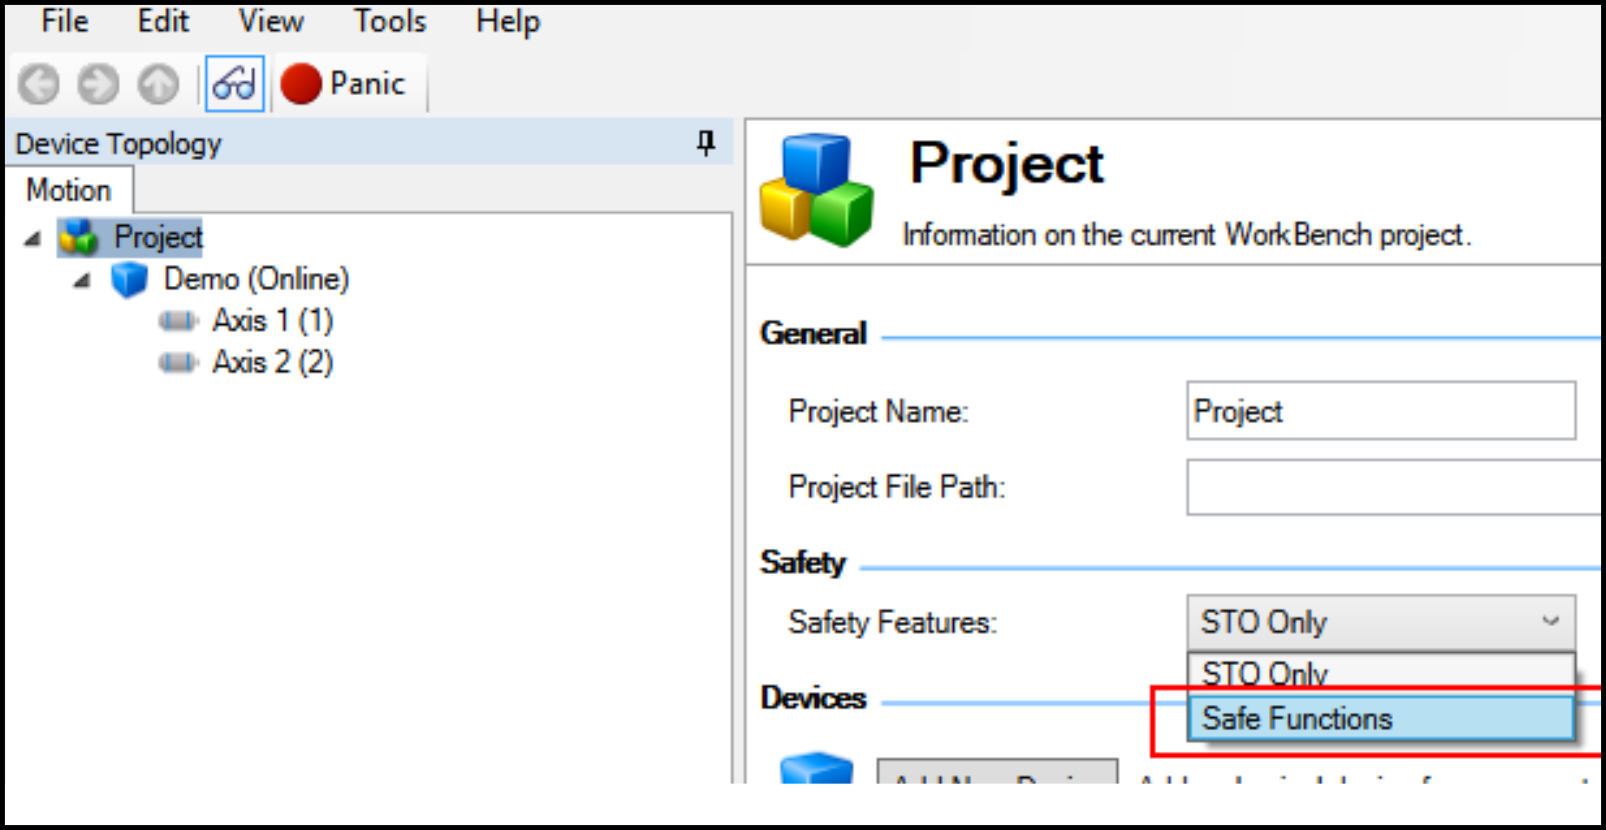 File Edit View Tools Help
Panic
Device Topology
Motion
Project
Demo (Online)
Axis 1 (1)
Axis 2 (2)
Project
Information on the current WorkBench project.
General
Project Name: Project
Project File Path:
Safety
Safety Features: STO Only
STO Only
Safe Functions
Devices